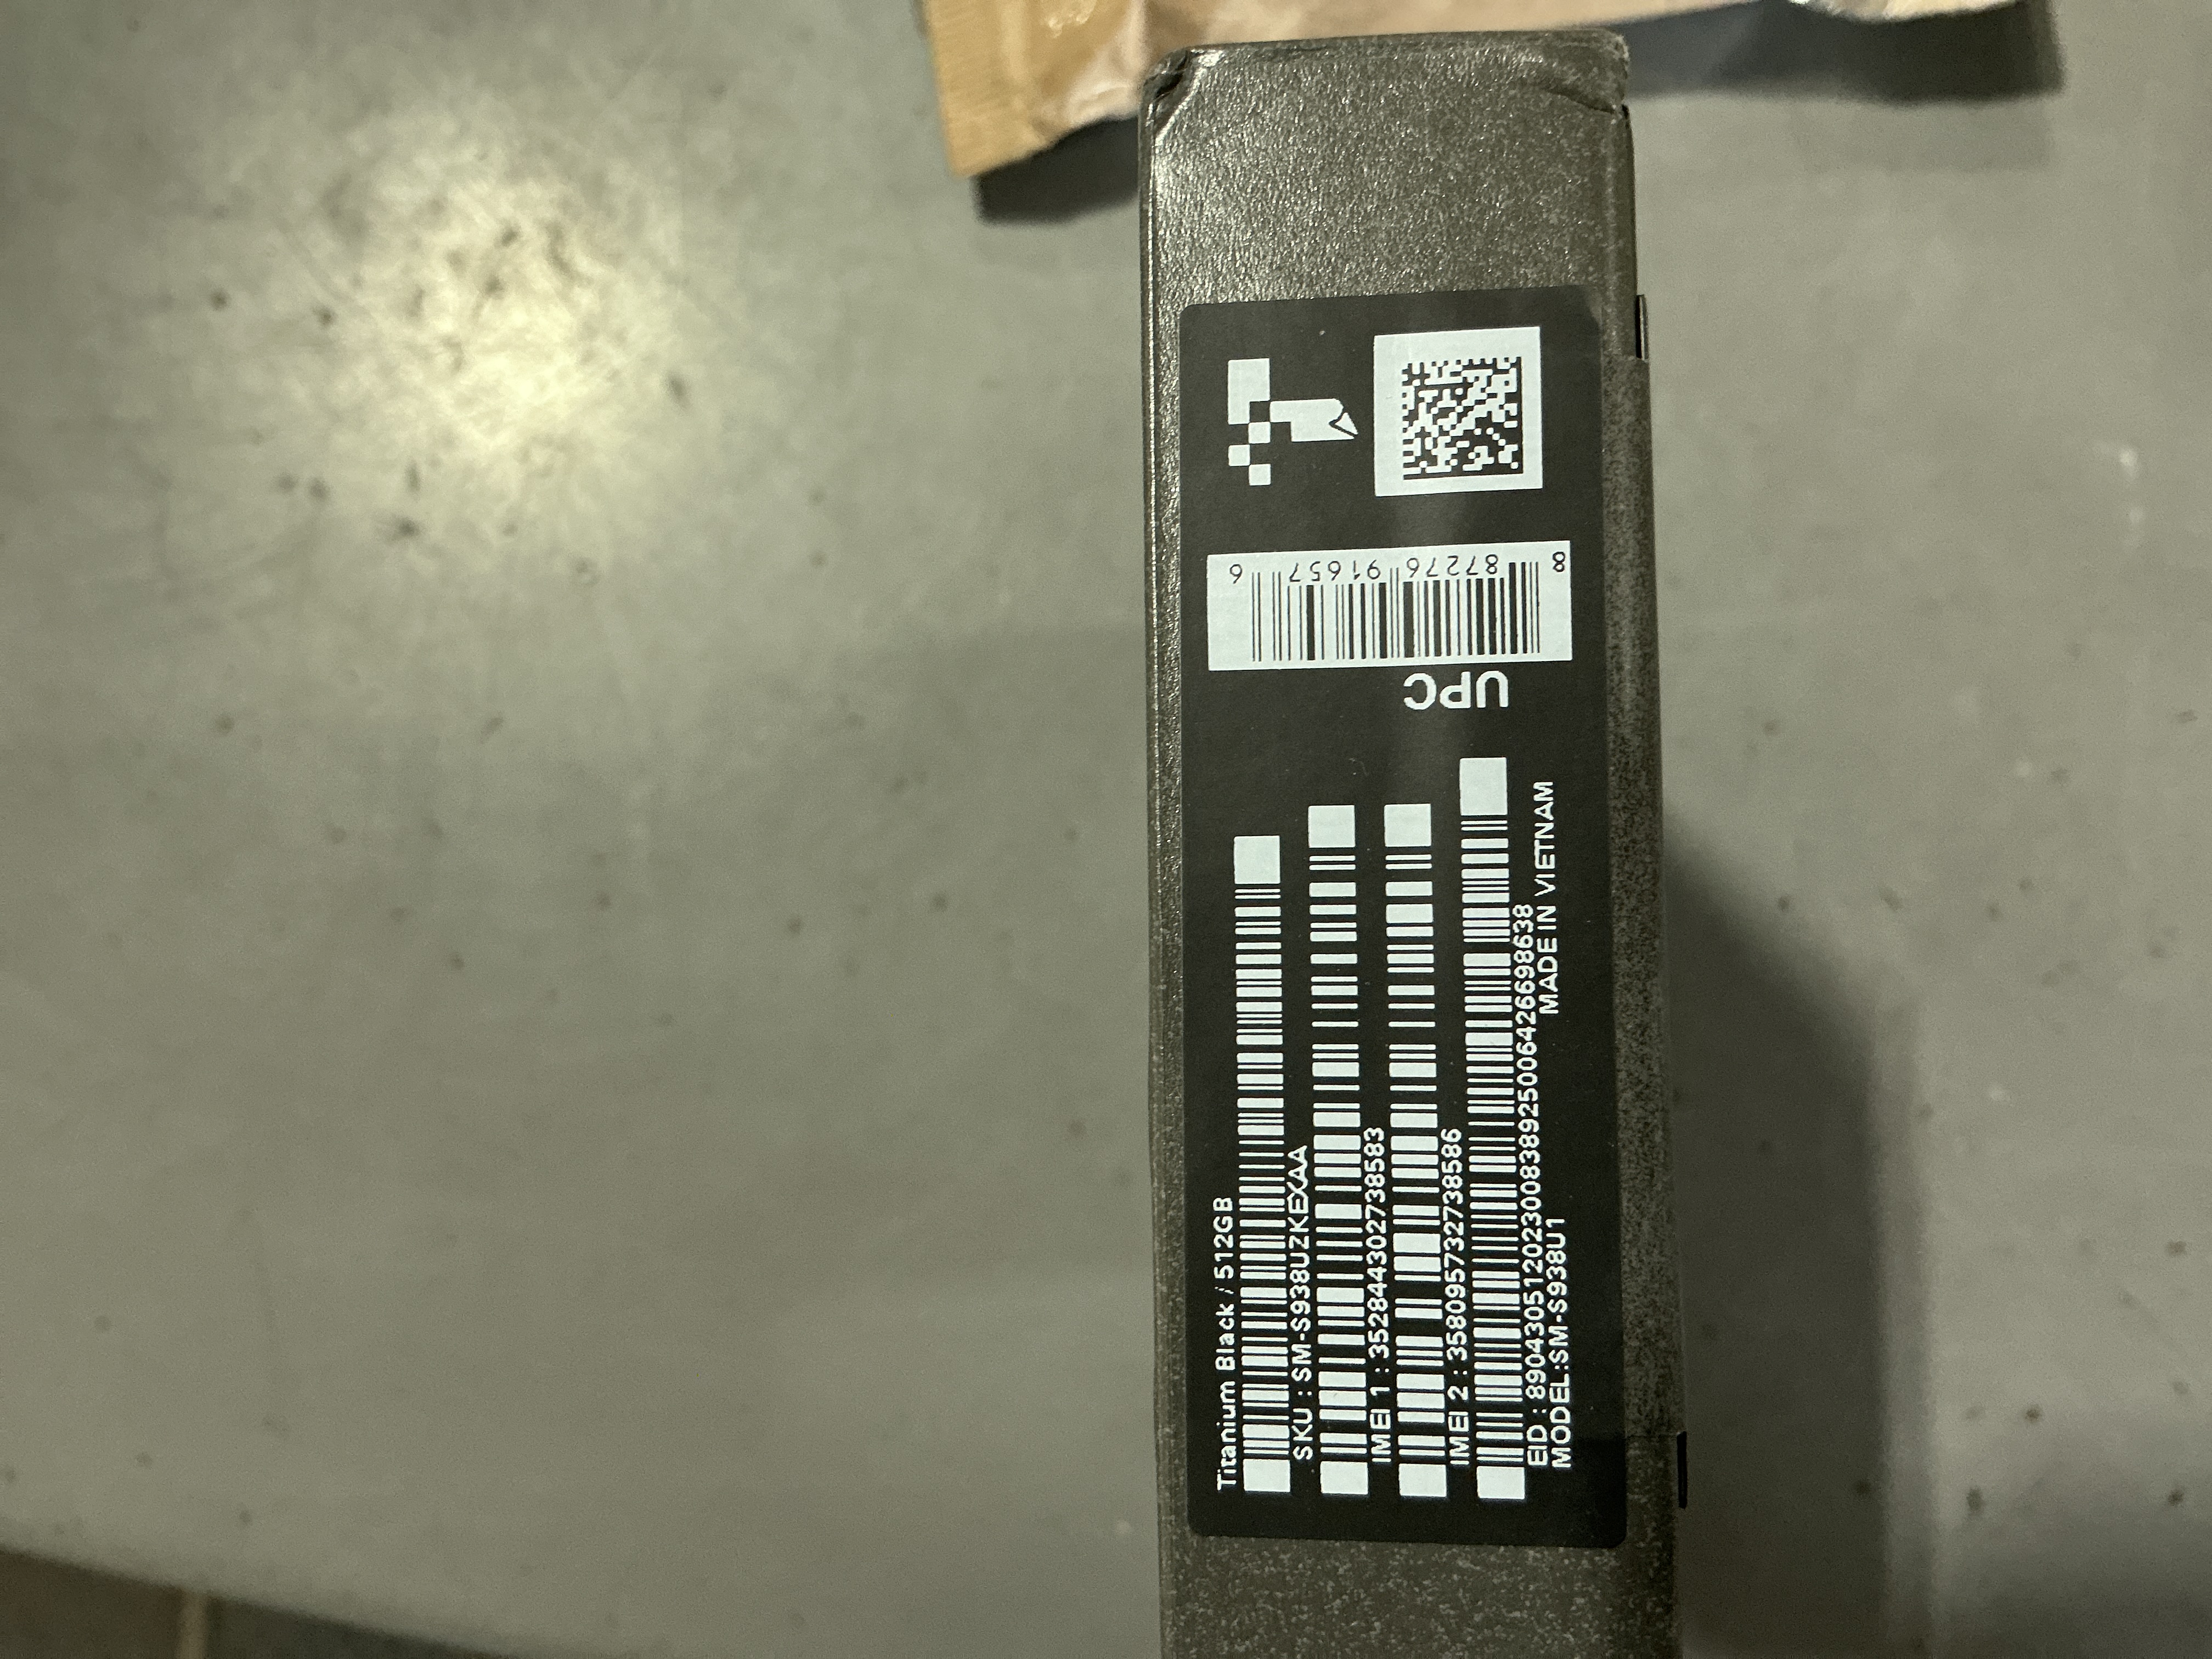 Titanium Black / 512GB
SKU : SM-S938UZKEXAA
IMEI 1 : 352844302738583
IMEI 2 : 358095732738586
EID : 89043051202300838925006426698638
MODEL:SM-S938U1
MADE IN VIETNAM
UPC
8 87276 91657 6